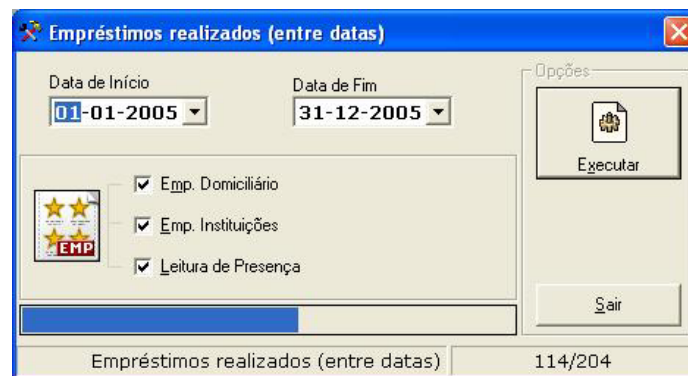 Empréstimos realizados (entre datas)
Data de Início
01-01-2005
Data de Fim
31-12-2005
Opções
Executar
Emp. Domiciliário
Emp. Instituições
Leitura de Presença
EMP
Sair
Empréstimos realizados (entre datas)
114/204